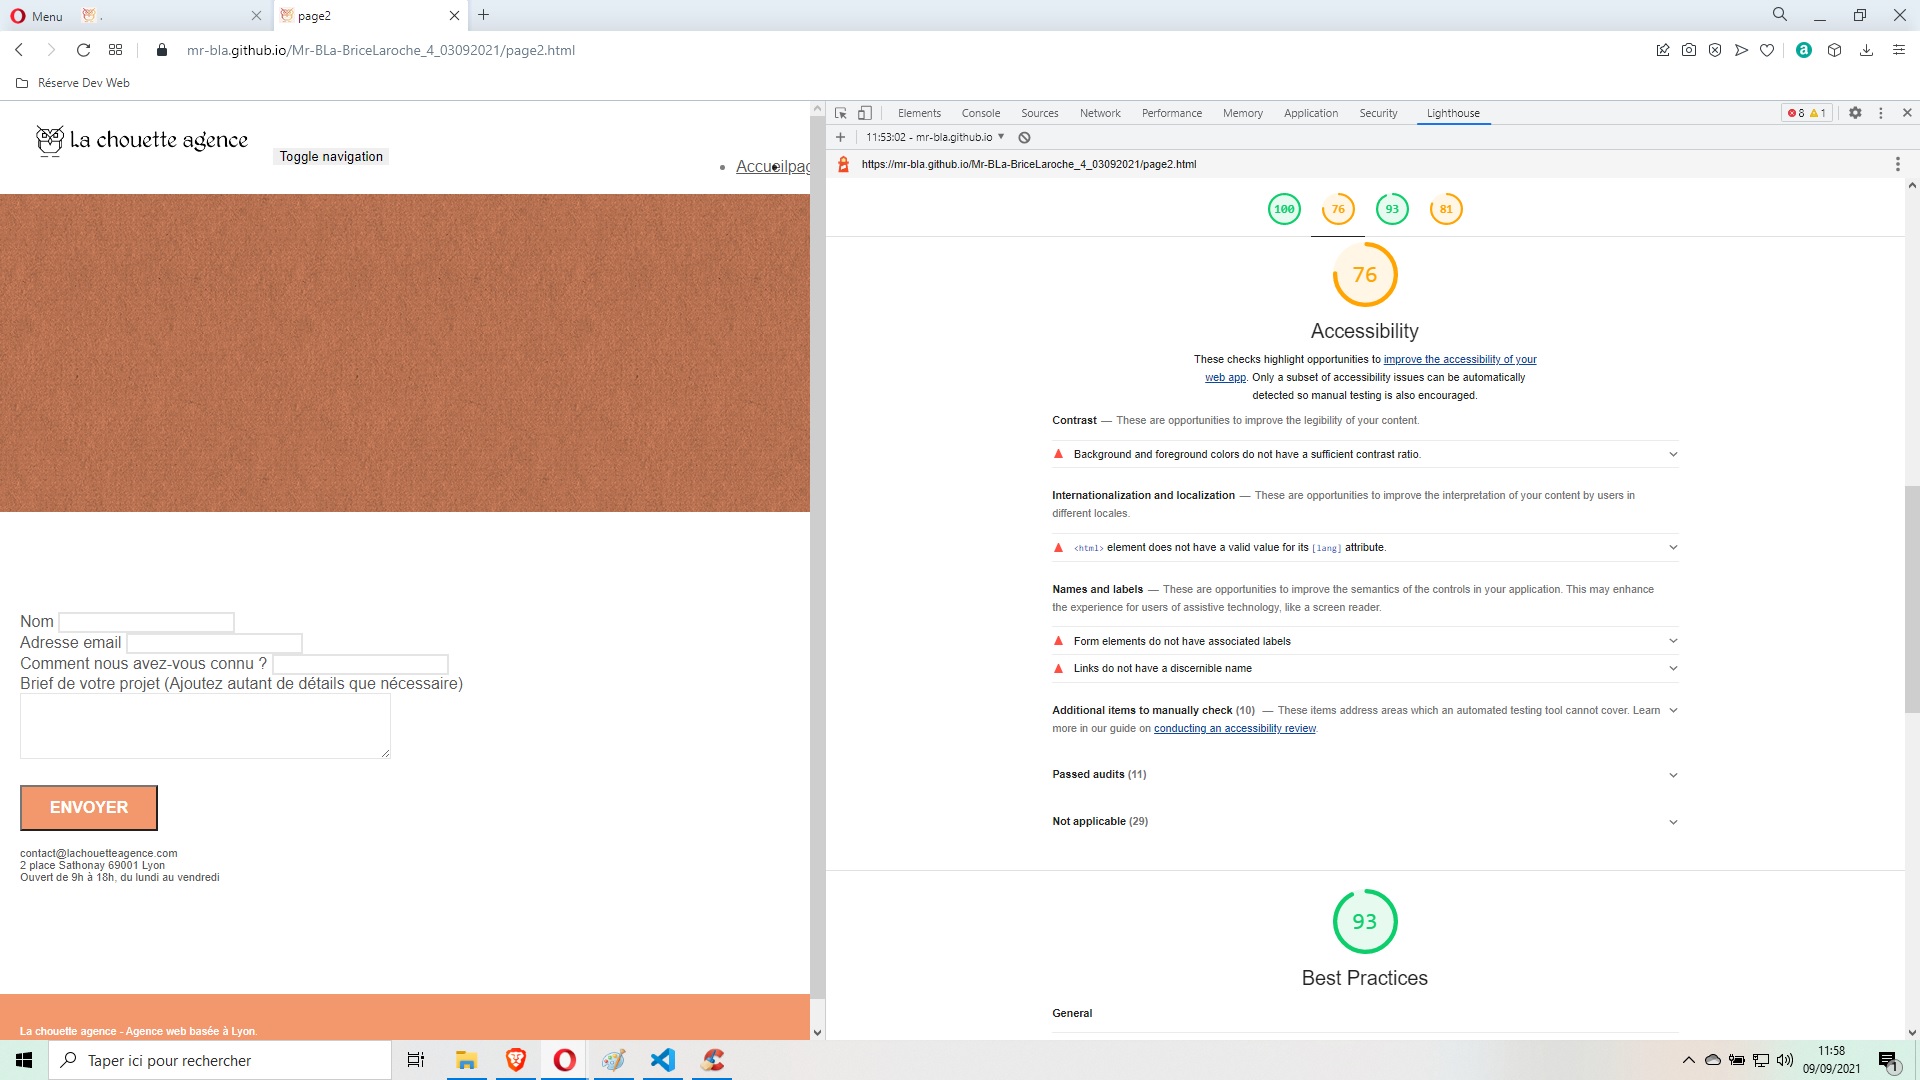 Menu
.
page2
mr-bla.github.io/Mr-BLa-BriceLaroche_4_03092021/page2.html
Réserve Dev Web
La chouette agence
Toggle navigation
Accueil
Elements Console Sources Network Performance Memory Application Security Lighthouse 8 1
11:53:02 - mr-bla.github.io
https://mr-bla.github.io/Mr-BLa-BriceLaroche_4_03092021/page2.html
100 76 93 81
76
Accessibility
These checks highlight opportunities to improve the accessibility of your
web app. Only a subset of accessibility issues can be automatically
detected so manual testing is also encouraged.
Contrast — These are opportunities to improve the legibility of your content.
Background and foreground colors do not have a sufficient contrast ratio.
Internationalization and localization — These are opportunities to improve the interpretation of your content by users in
different locales.
<html> element does not have a valid value for its [lang] attribute.
Names and labels — These are opportunities to improve the semantics of the controls in your application. This may enhance
the experience for users of assistive technology, like a screen reader.
Form elements do not have associated labels
Links do not have a discernible name
Additional items to manually check (10) — These items address areas which an automated testing tool cannot cover. Learn
more in our guide on conducting an accessibility review.
Passed audits (11)
Not applicable (29)
93
Best Practices
General
Nom
Adresse email
Comment nous avez-vous connu ?
Brief de votre projet (Ajoutez autant de détails que nécessaire)
ENVOYER
contact@lachouetteagence.com
2 place Sathonay 69001 Lyon
Ouvert de 9h à 18h, du lundi au vendredi
La chouette agence - Agence web basée à Lyon.
Taper ici pour rechercher
11:58
09/09/2021
1